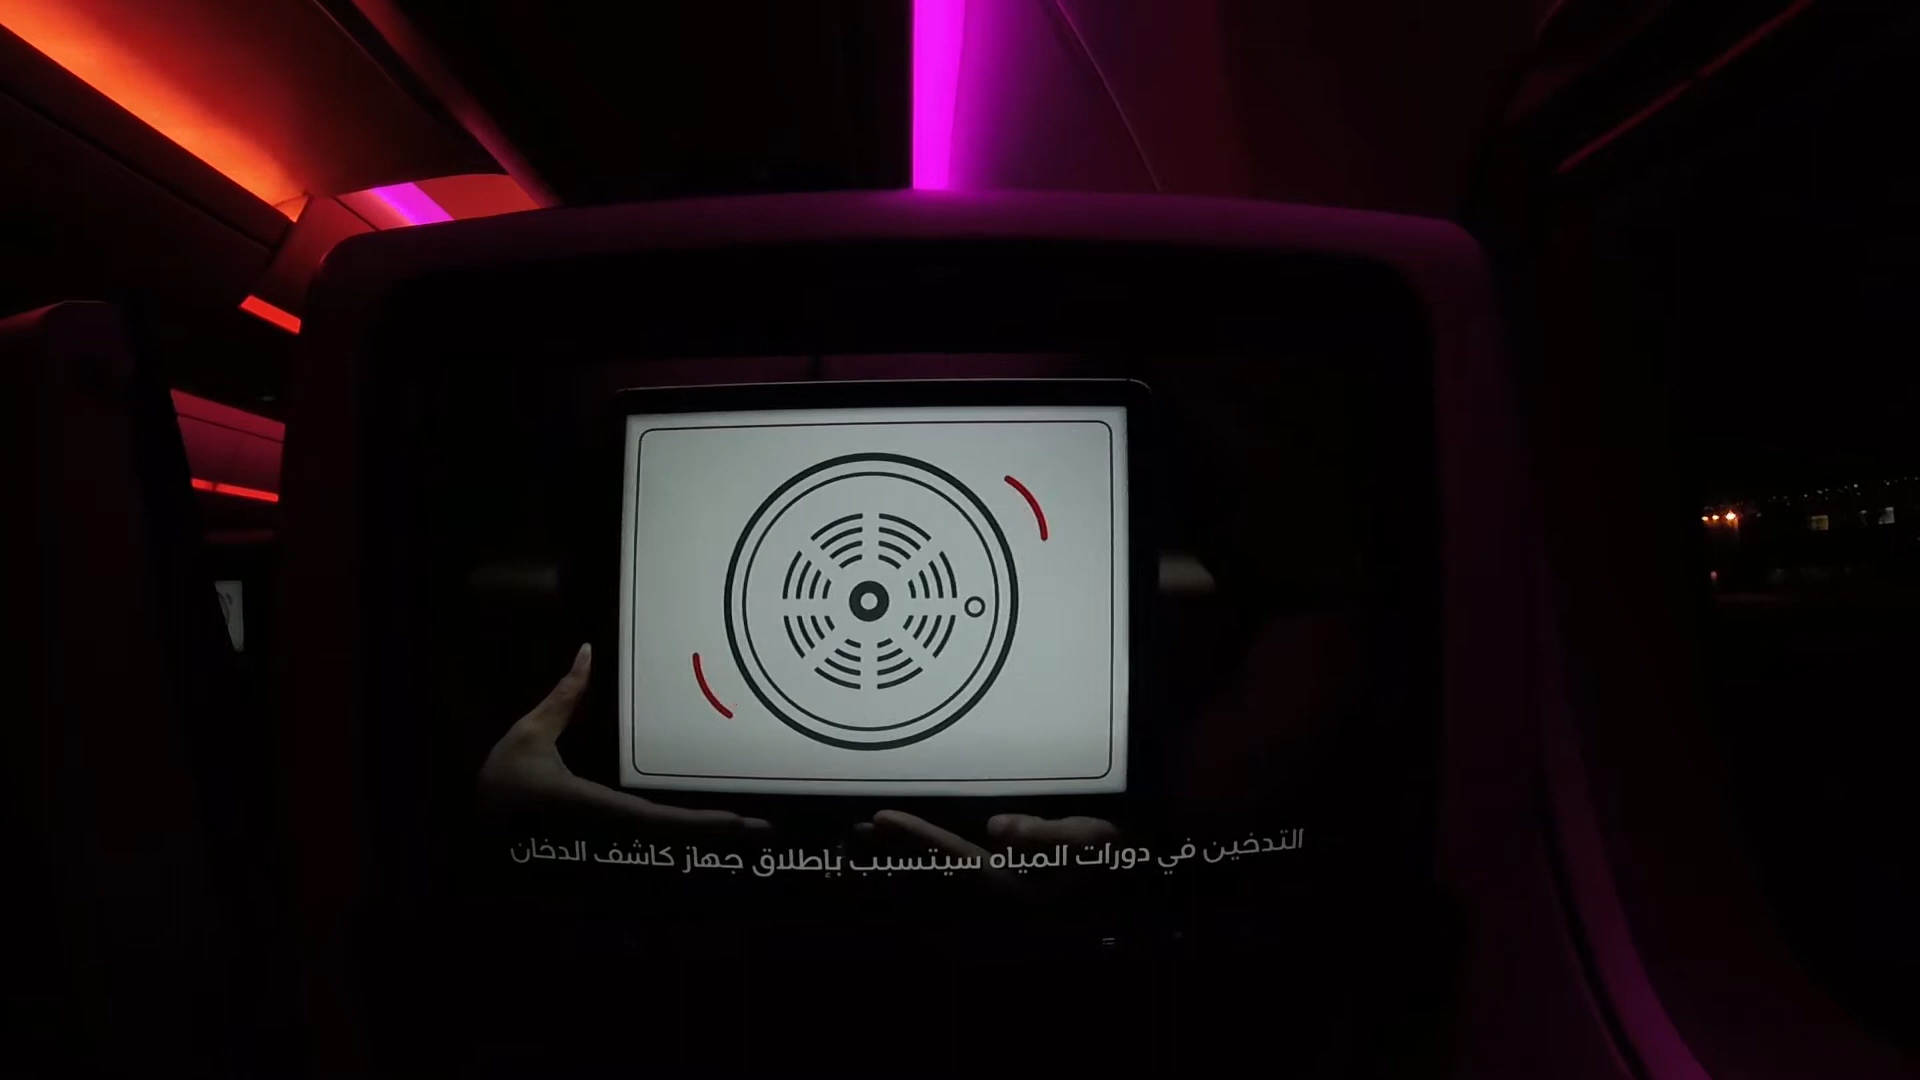 التدخين في دورات المياه سيتسبب بإطلاق جهاز كاشف الدخان